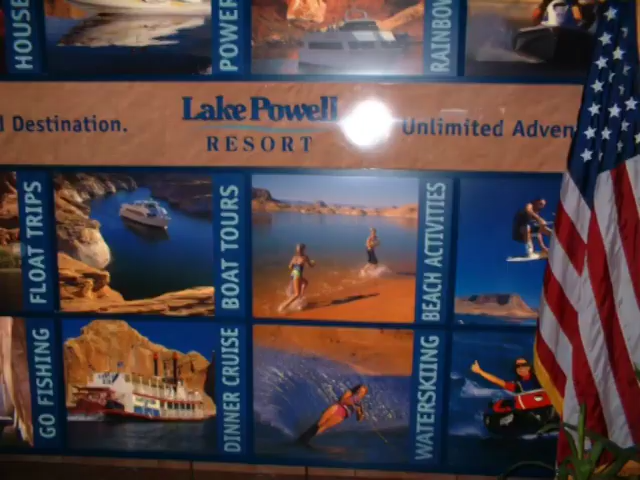 HOUSE
POWER
RAINBOW
l Destination.
Lake Powell
RESORT
Unlimited Adven
FLOAT TRIPS
BOAT TOURS
BEACH ACTIVITIES
GO FISHING
DINNER CRUISE
WATERSKIING